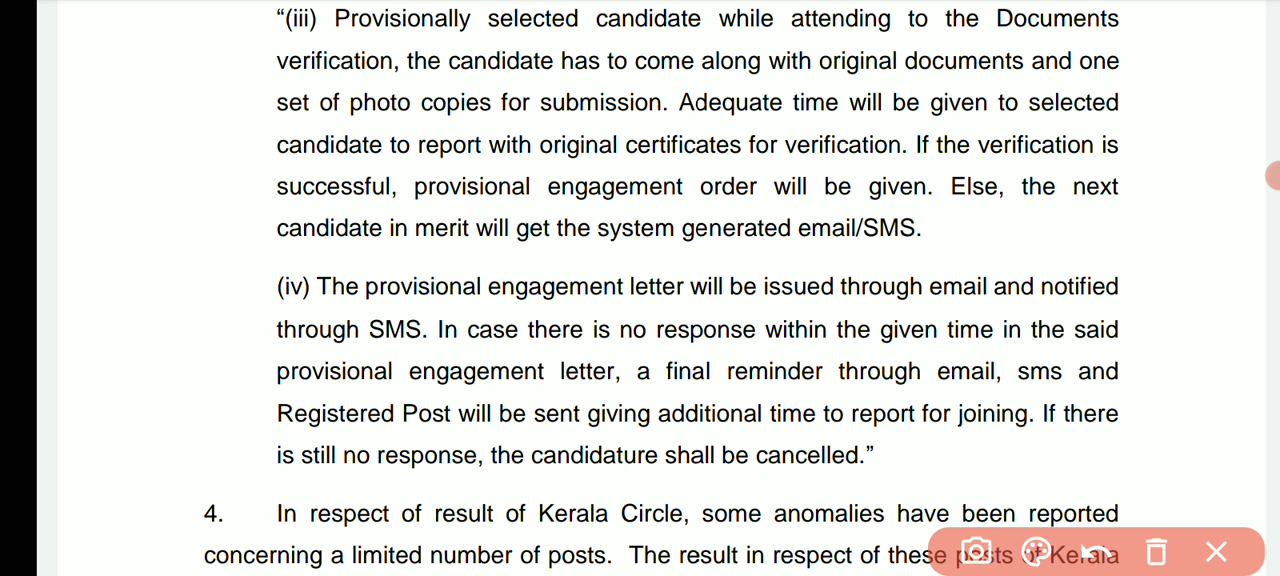 “(iii) Provisionally selected candidate while attending to the Documents
verification, the candidate has to come along with original documents and one
set of photo copies for submission. Adequate time will be given to selected
candidate to report with original certificates for verification. If the verification is
successful, provisional engagement order will be given. Else, the next
candidate in merit will get the system generated email/SMS.
(iv) The provisional engagement letter will be issued through email and notified
through SMS. In case there is no response within the given time in the said
provisional engagement letter, a final reminder through email, sms and
Registered Post will be sent giving additional time to report for joining. If there
is still no response, the candidature shall be cancelled.”
4. In respect of result of Kerala Circle, some anomalies have been reported
concerning a limited number of posts. The result in respect of these posts of Kerala